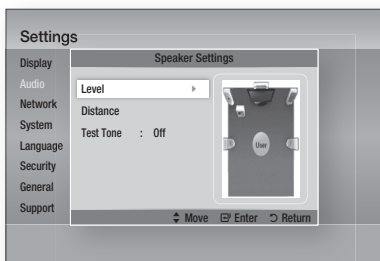 Settings
Display
Audio
Network
System
Language
Security
General
Support
Speaker Settings
Level
Distance
Test Tone : Off
User
Move Enter Return